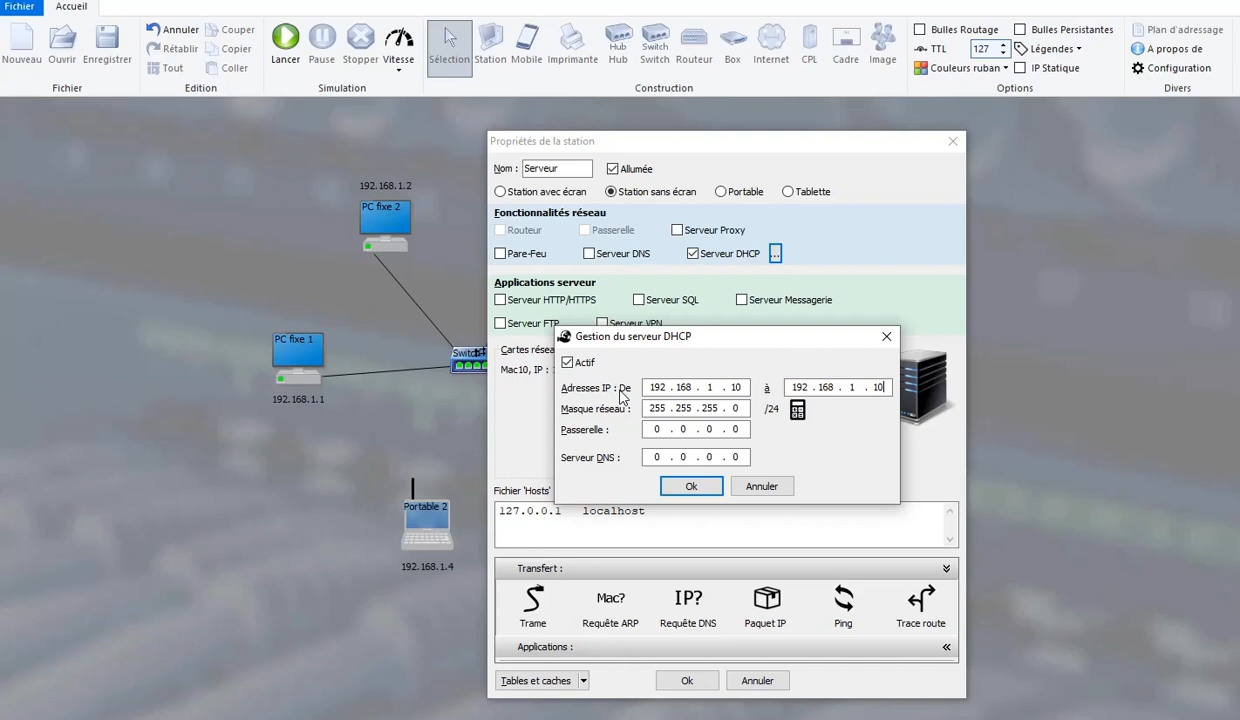 Fichier Accueil
Nouveau Ouvrir Enregistrer
Fichier
Annuler Couper
Rétablir Copier
Tout Coller
Edition
Lancer Pause Stopper Vitesse
Simulation
Sélection Station Mobile Imprimante Hub Hub Switch Switch Routeur Box Internet CPL Cadre Image
Construction
Bulles Routage Bulles Persistantes
TTL 127 Légendes
Couleurs ruban IP Statique
Options
Plan d'adressage
A propos de
Configuration
Divers
192.168.1.2
PC fixe 2
PC fixe 1
192.168.1.1
Switch
Portable 2
192.168.1.4
Propriétés de la station
Nom : Serveur Allumée
Station avec écran Station sans écran Portable Tablette
Fonctionnalités réseau
Routeur Passerelle Serveur Proxy
Pare-Feu Serveur DNS Serveur DHCP ...
Applications serveur
Serveur HTTP/HTTPS Serveur SQL Serveur Messagerie
Serveur FTP Serveur VPN
Cartes résea
Mac10, IP :
Gestion du serveur DHCP
Actif
Adresses IP : De 192 . 168 . 1 . 10 à 192 . 168 . 1 . 10
Masque réseau : 255 . 255 . 255 . 0 /24
Passerelle : 0 . 0 . 0 . 0
Serveur DNS : 0 . 0 . 0 . 0
Ok Annuler
Fichier 'Hosts'
127.0.0.1 localhost
Transfert :
Mac? IP?
Trame Requête ARP Requête DNS Paquet IP Ping Trace route
Applications :
Tables et caches Ok Annuler